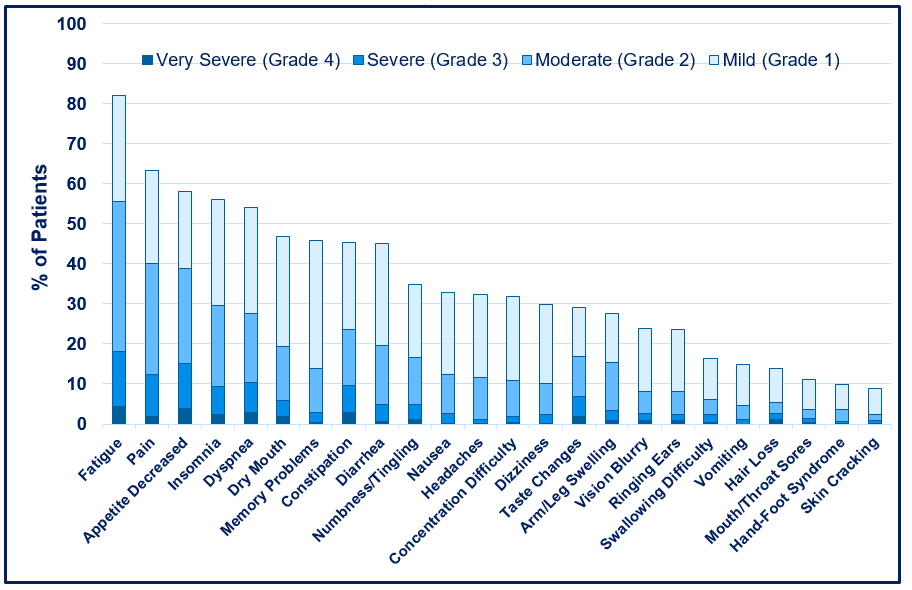 100
90
80
70
60
50
40
30
20
10
0
% of Patients
Very Severe (Grade 4) Severe (Grade 3) Moderate (Grade 2) Mild (Grade 1)
Fatigue
Pain
Appetite Decreased
Insomnia
Dyspnea
Dry Mouth
Memory Problems
Constipation
Diarrhea
Numbness/Tingling
Nausea
Headaches
Concentration Difficulty
Dizziness
Taste Changes
Arm/Leg Swelling
Vision Blurry
Ringing Ears
Swallowing Difficulty
Vomiting
Hair Loss
Mouth/Throat Sores
Hand-Foot Syndrome
Skin Cracking